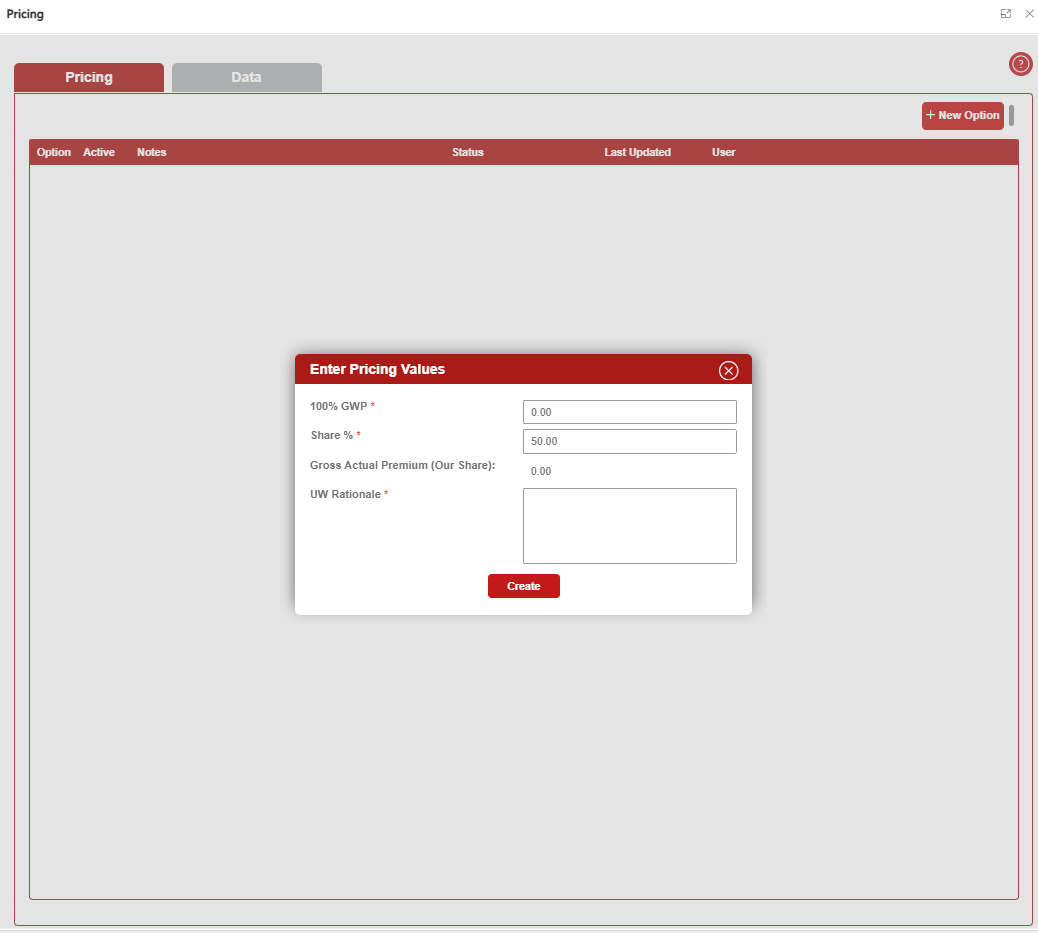 Pricing
Pricing Data
?
+ New Option
Option Active Notes Status Last Updated User
Enter Pricing Values
100% GWP * 0.00
Share % * 50.00
Gross Actual Premium (Our Share): 0.00
UW Rationale *
Create